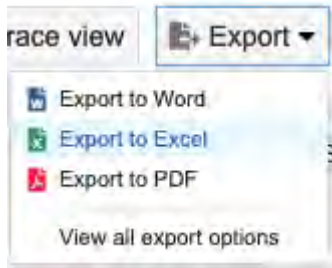 race view Export
Export to Word
Export to Excel
Export to PDF
View all export options